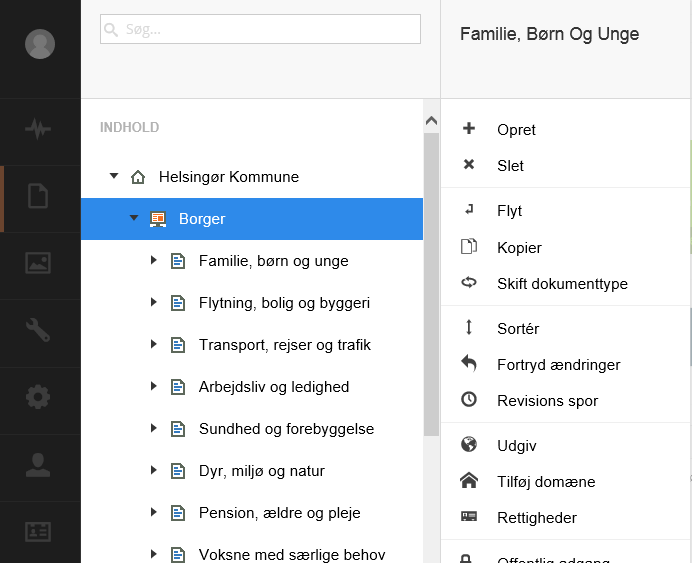 Søg...
INDHOLD
Helsingør Kommune
Borger
Familie, børn og unge
Flytning, bolig og byggeri
Transport, rejser og trafik
Arbejdsliv og ledighed
Sundhed og forebyggelse
Dyr, miljø og natur
Pension, ældre og pleje
Voksne med særlige behov
Familie, Børn Og Unge
Opret
Slet
Flyt
Kopier
Skift dokumenttype
Sortér
Fortryd ændringer
Revisions spor
Udgiv
Tilføj domæne
Rettigheder
Offentlig adgang